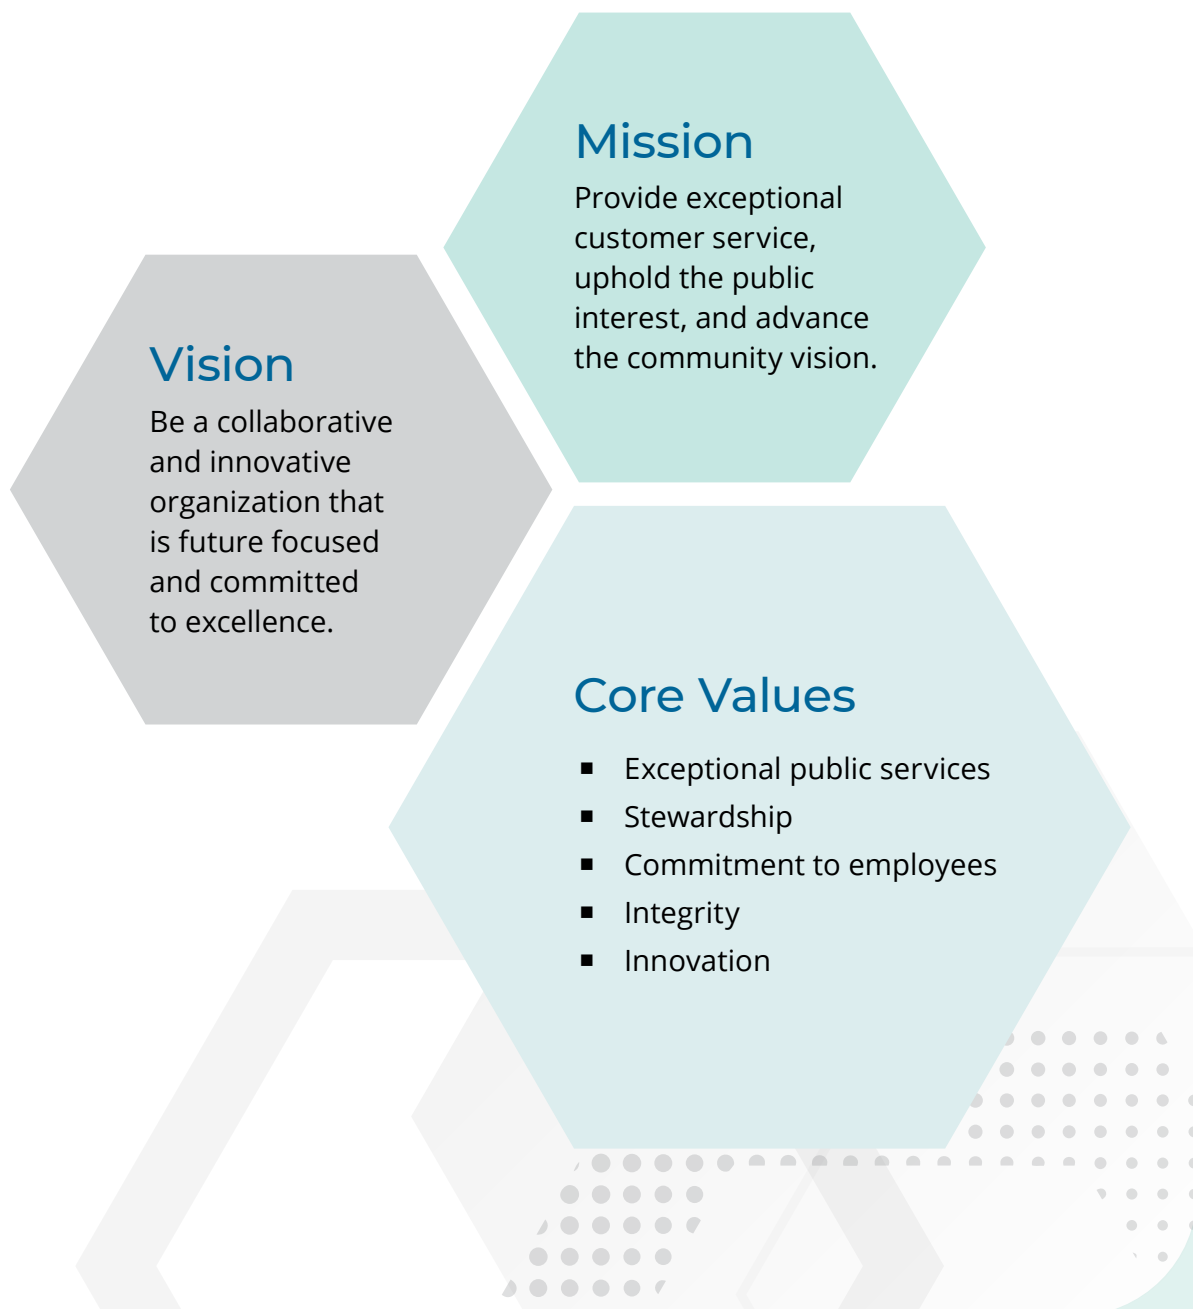 Mission
Provide exceptional
customer service,
uphold the public
interest, and advance
the community vision.
Vision
Be a collaborative
and innovative
organization that
is future focused
and committed
to excellence.
Core Values
▪ Exceptional public services
▪ Stewardship
▪ Commitment to employees
▪ Integrity
▪ Innovation